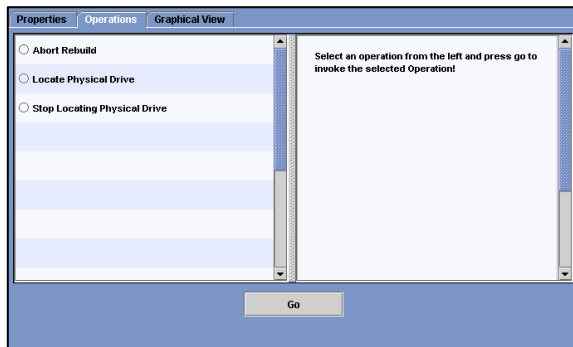 Properties Operations Graphical View
Abort Rebuild
Locate Physical Drive
Stop Locating Physical Drive
Select an operation from the left and press go to
invoke the selected Operation!
Go